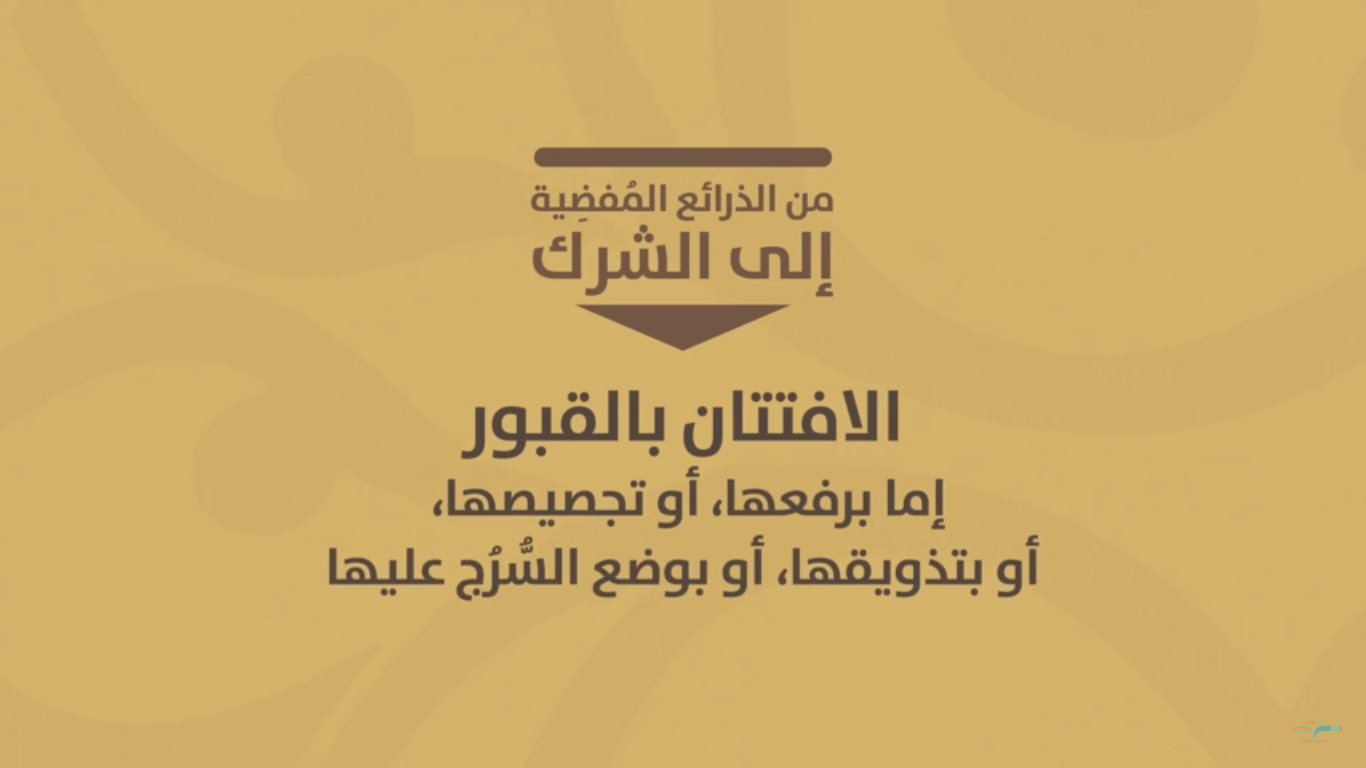 من الذرائع المُفضِية
إلى الشرك
الافتتان بالقبور
إما برفعها، أو تجصيصها،
أو بتذويقها، أو بوضع السُّرُج عليها